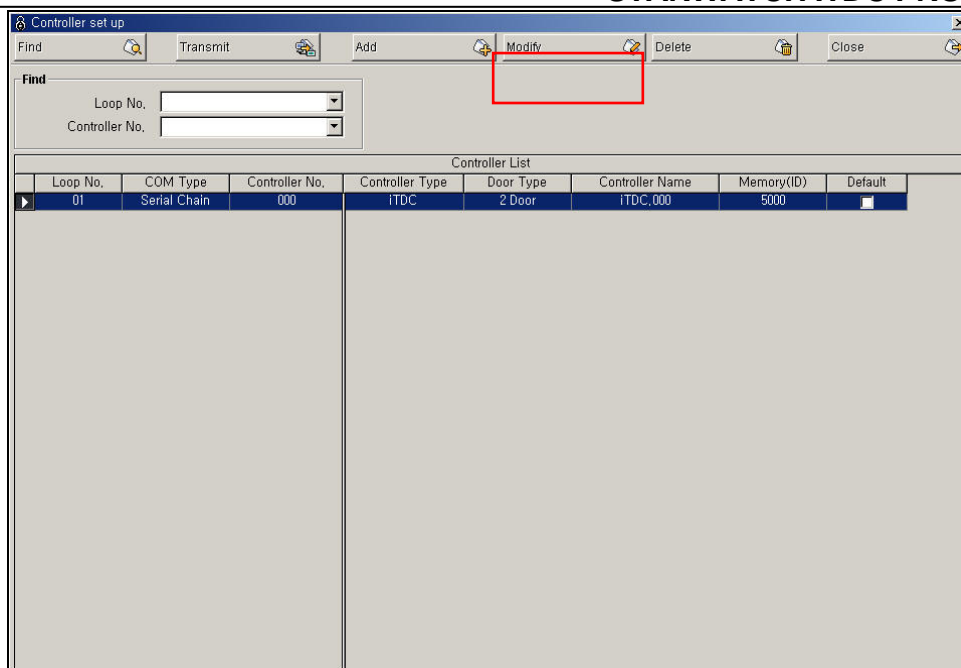 Controller set up
Find Transmit Add Modify Delete Close
Find
Loop No,
Controller No,
Controller List
Loop No, COM Type Controller No, Controller Type Door Type Controller Name Memory(ID) Default
01 Serial Chain 000 iTDC 2 Door iTDC,000 5000